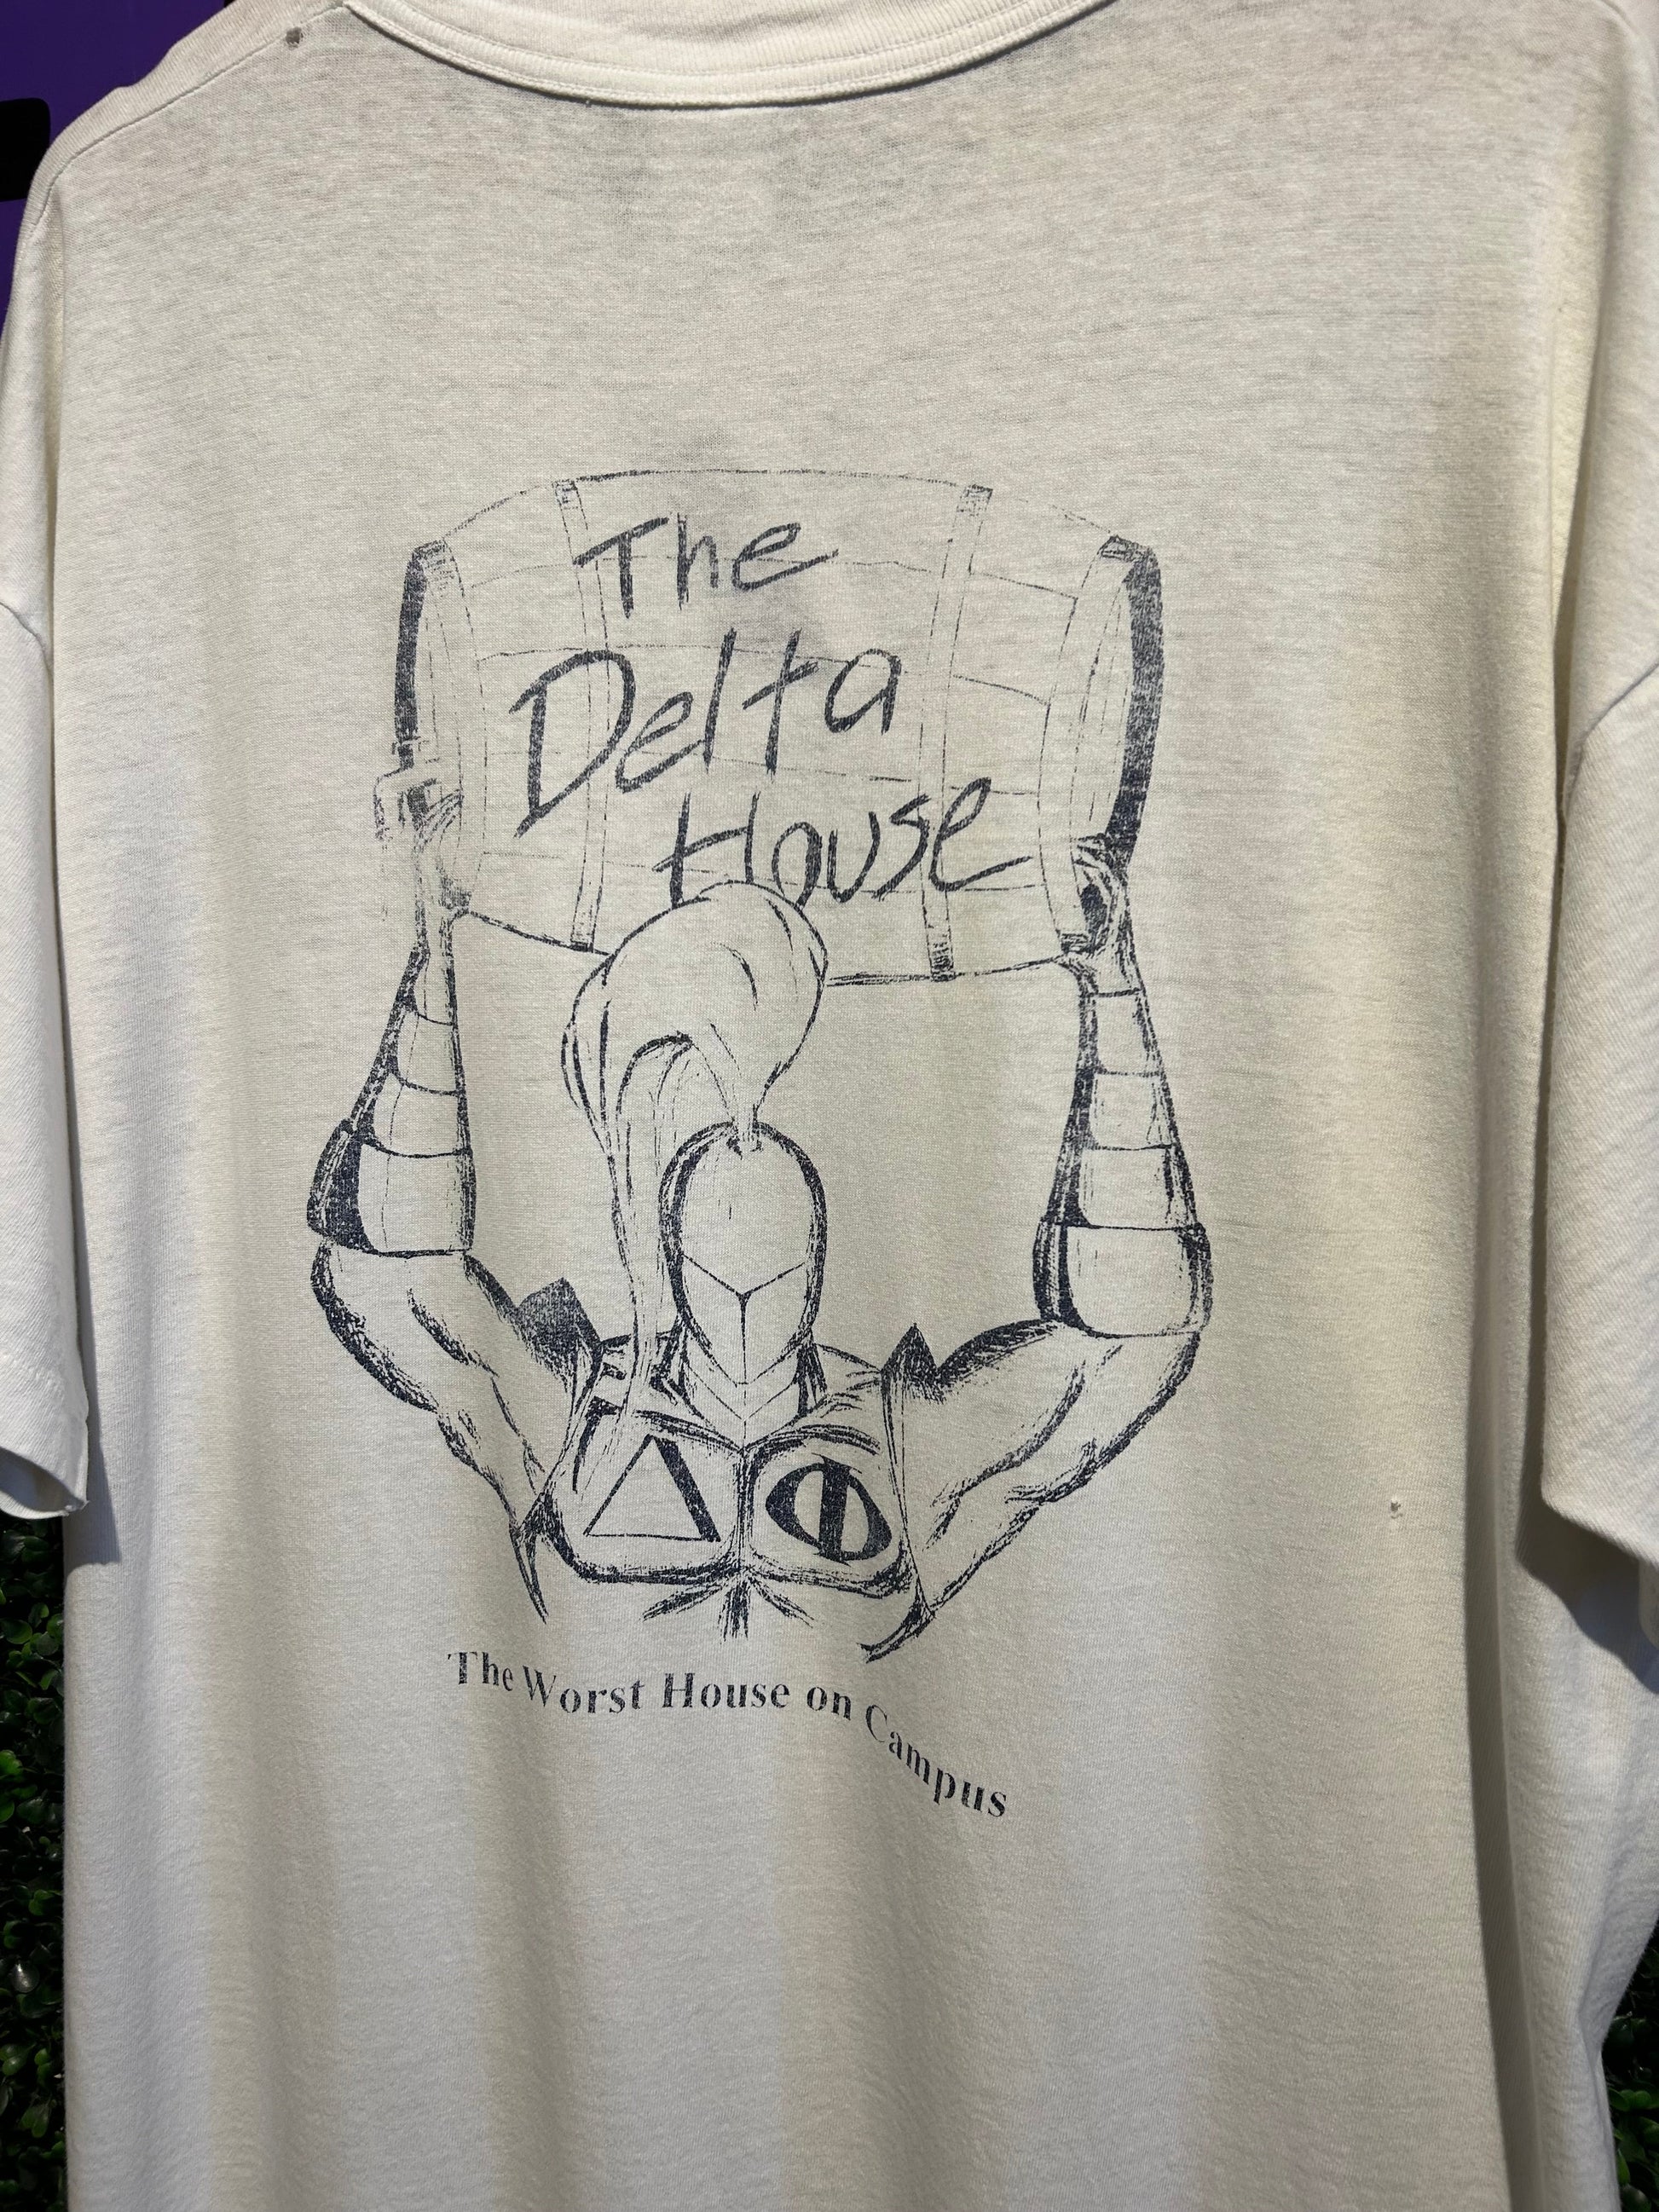 The
Delta
House
Δ Φ
The Worst House on Campus